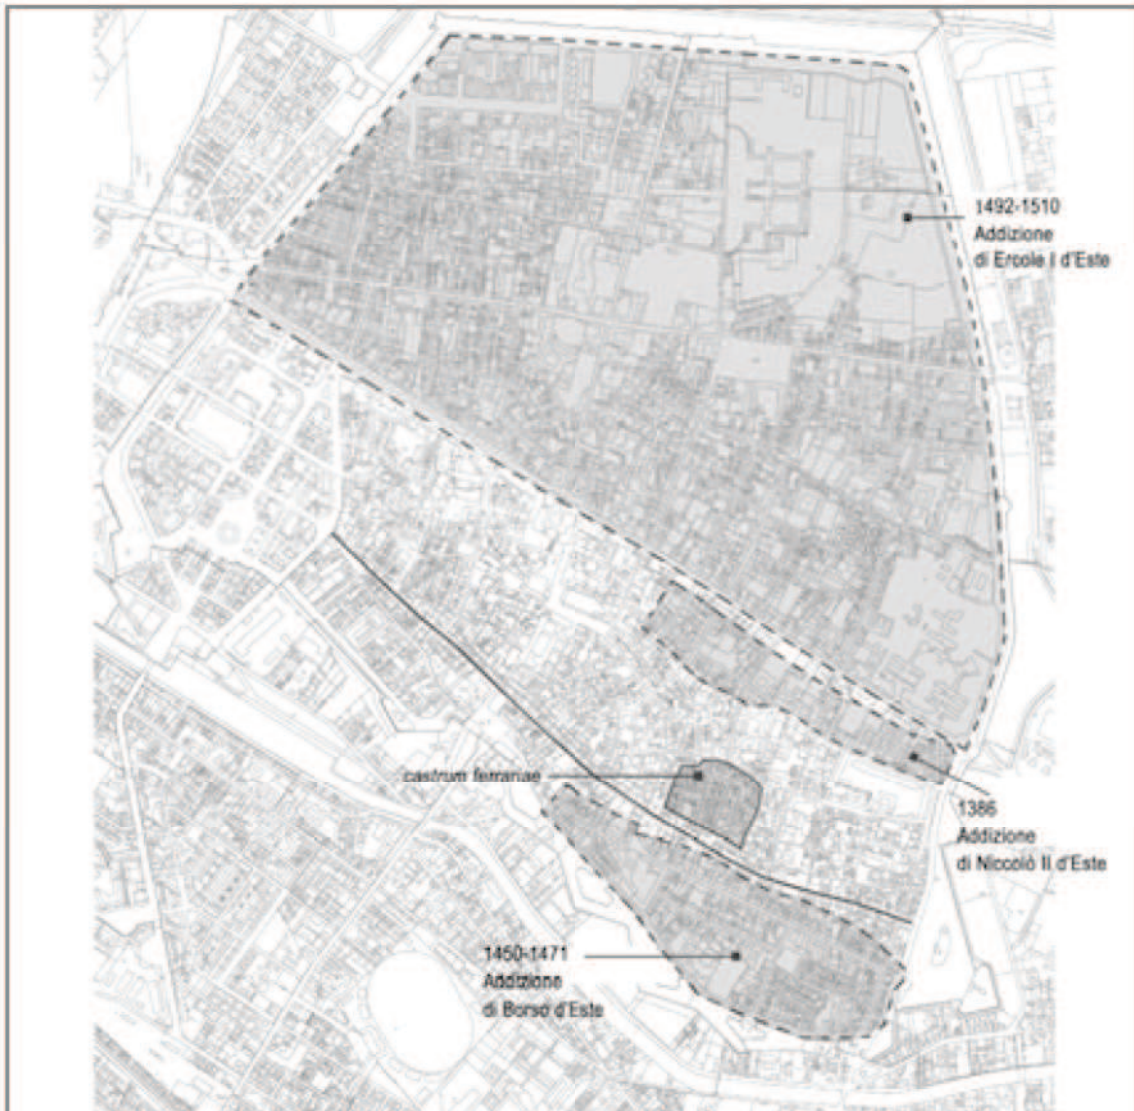 1492-1510
Addizione
di Ercole I d'Este
castrum ferrariae
1386
Addizione
di Niccolò II d'Este
1450-1471
Addizione
di Borso d'Este